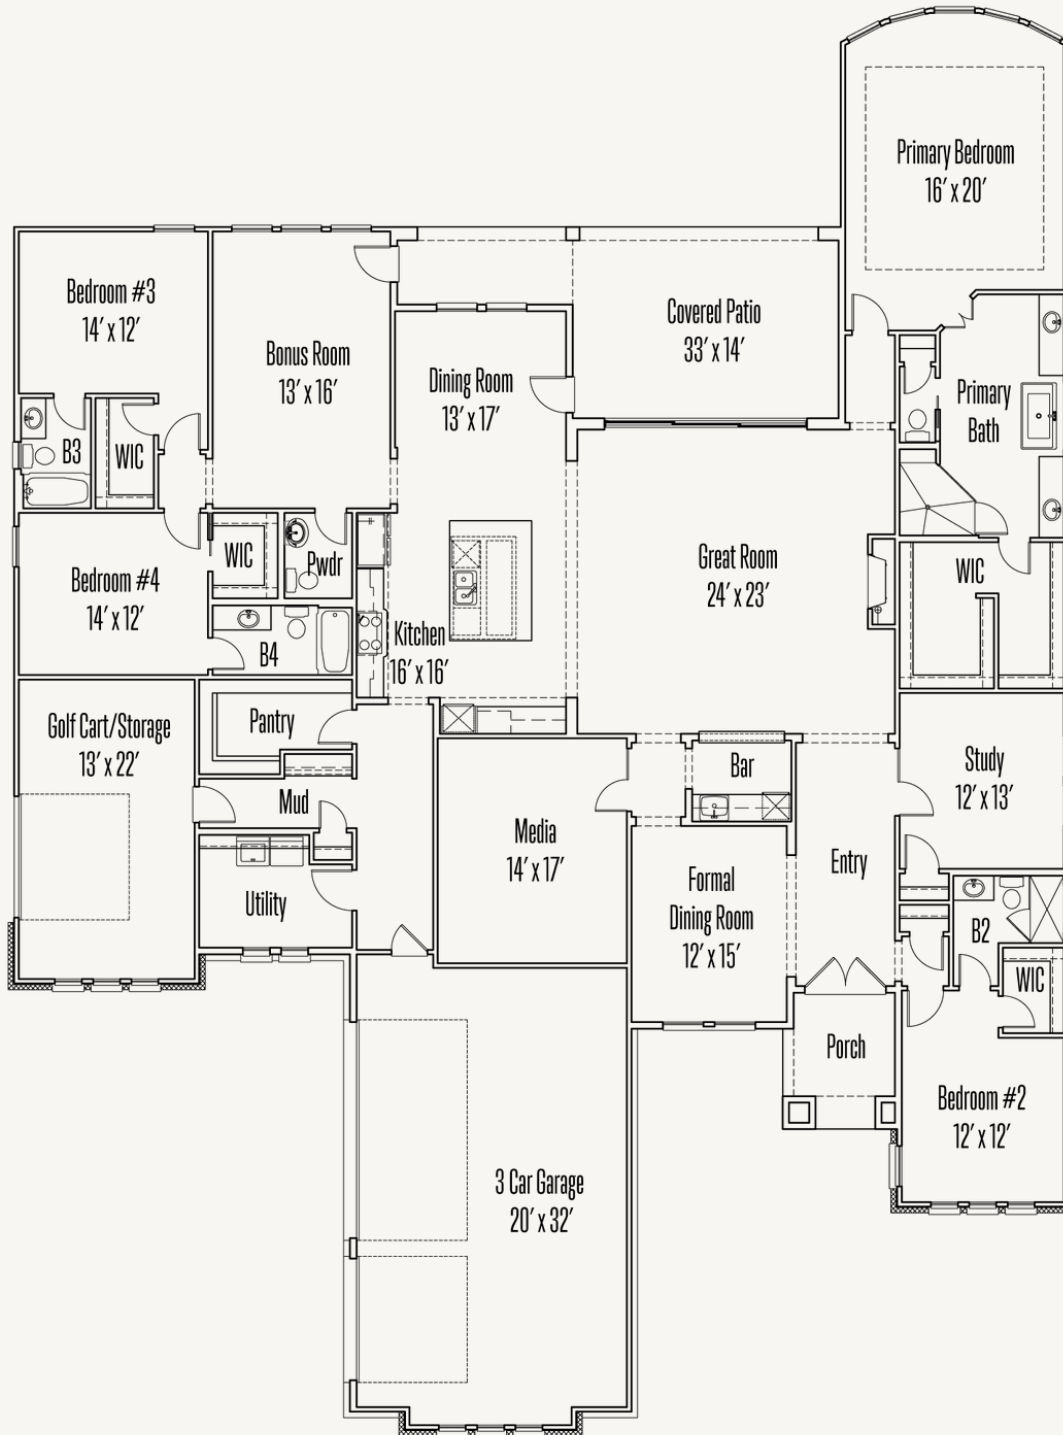 Primary Bedroom
16′ x 20′
Bedroom #3
14′ x 12′
Bonus Room
13′ x 16′
Dining Room
13′ x 17′
Covered Patio
33′ x 14′
Primary
Bath
B3
WIC
Bedroom #4
14′ x 12′
WIC
Pwdr
B4
Kitchen
16′ x 16′
Great Room
24′ x 23′
WIC
Golf Cart/Storage
13′ x 22′
Pantry
Mud
Utility
Media
14′ x 17′
Bar
Formal
Dining Room
12′ x 15′
Entry
Study
12′ x 13′
B2
WIC
Porch
Bedroom #2
12′ x 12′
3 Car Garage
20′ x 32′